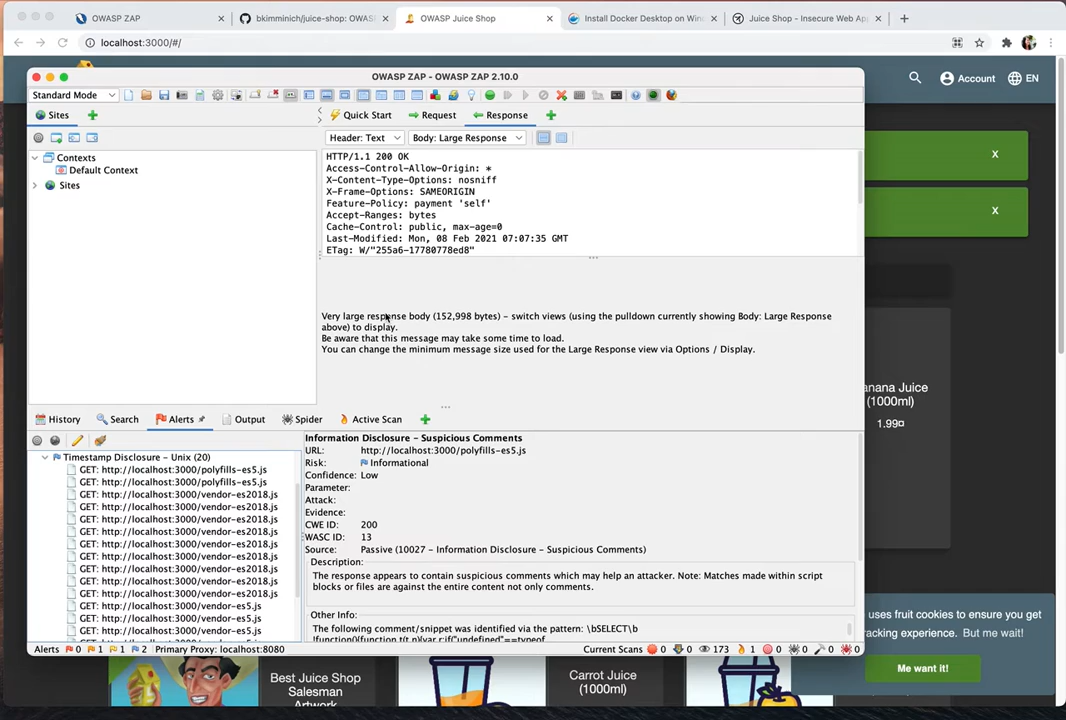 OWASP ZAP
bkimminich/juice-shop: OWAS
OWASP Juice Shop
Install Docker Desktop on Win
Juice Shop - Insecure Web Ap
localhost:3000/#/
Account
EN
OWASP ZAP - OWASP ZAP 2.10.0
Standard Mode
Sites
Quick Start
Request
Response
Header: Text
Body: Large Response
Contexts
Default Context
Sites
HTTP/1.1 200 OK
Access-Control-Allow-Origin: *
X-Content-Type-Options: nosniff
X-Frame-Options: SAMEORIGIN
Feature-Policy: payment 'self'
Accept-Ranges: bytes
Cache-Control: public, max-age=0
Last-Modified: Mon, 08 Feb 2021 07:07:35 GMT
ETag: W/"255a6-17780778ed8"
X
X
Very large response body (152,998 bytes) - switch views (using the pulldown currently showing Body: Large Response
above) to display.
Be aware that this message may take some time to load.
You can change the minimum message size used for the Large Response view via Options / Display.
anana Juice
(1000ml)
1.99¤
History
Search
Alerts
Output
Spider
Active Scan
Timestamp Disclosure - Unix (20)
GET: http://localhost:3000/polyfills-es5.js
GET: http://localhost:3000/polyfills-es5.js
GET: http://localhost:3000/vendor-es2018.js
GET: http://localhost:3000/vendor-es2018.js
GET: http://localhost:3000/vendor-es2018.js
GET: http://localhost:3000/vendor-es2018.js
GET: http://localhost:3000/vendor-es2018.js
GET: http://localhost:3000/vendor-es2018.js
GET: http://localhost:3000/vendor-es2018.js
GET: http://localhost:3000/vendor-es2018.js
GET: http://localhost:3000/vendor-es2018.js
GET: http://localhost:3000/vendor-es5.js
GET: http://localhost:3000/vendor-es5.js
GET: http://localhost:3000/vendor-es5.js
Information Disclosure - Suspicious Comments
URL: http://localhost:3000/polyfills-es5.js
Risk: Informational
Confidence: Low
Parameter:
Attack:
Evidence:
CWE ID: 200
WASC ID: 13
Source: Passive (10027 - Information Disclosure - Suspicious Comments)
Description:
The response appears to contain suspicious comments which may help an attacker. Note: Matches made within script
blocks or files are against the entire content not only comments.
Other Info:
The following comment/snippet was identified via the pattern: \bSELECT\b
Alerts 0 1 1 2 Primary Proxy: localhost:8080
Current Scans 0 0 173 1 0 0 0 0
uses fruit cookies to ensure you get
racking experience. But me wait!
Me want it!
Best Juice Shop
Salesman
Artwork
Carrot Juice
(1000ml)